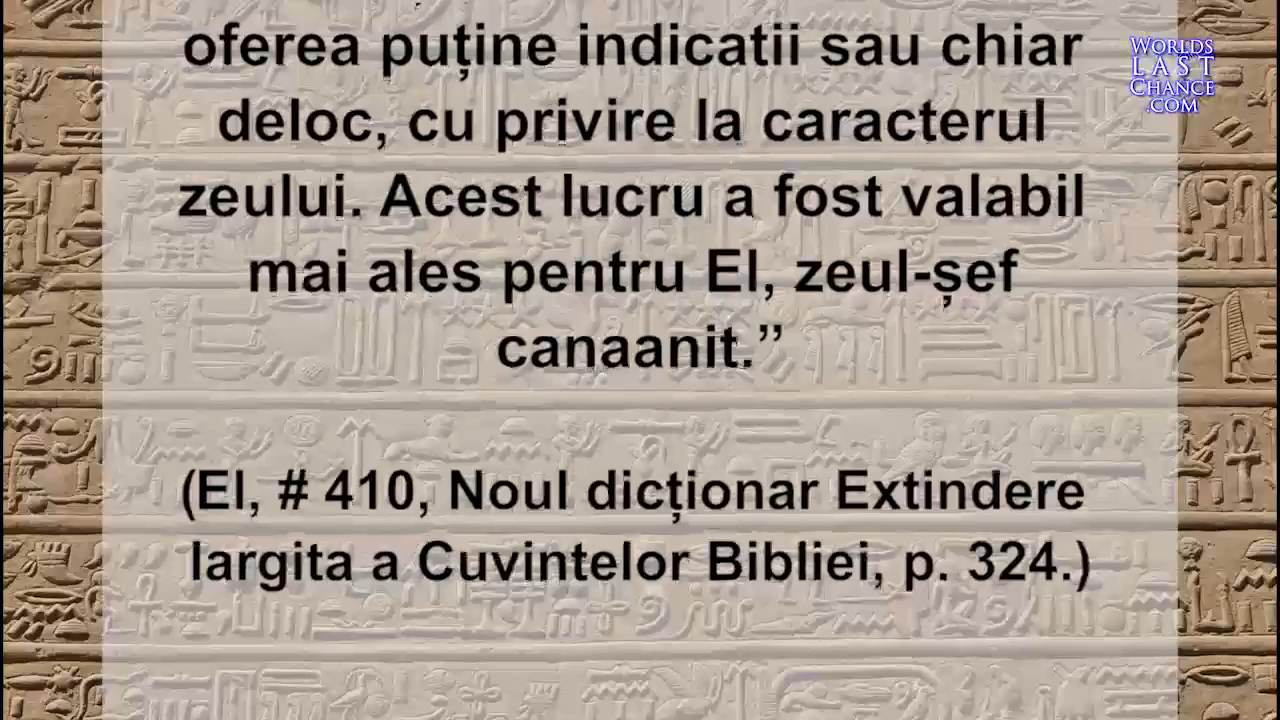 oferea puține indicatii sau chiar
deloc, cu privire la caracterul
zeului. Acest lucru a fost valabil
mai ales pentru El, zeul-șef
canaanit.”
(El, # 410, Noul dicționar Extindere
largita a Cuvintelor Bibliei, p. 324.)
WORLDS
LAST
CHANCE
.COM